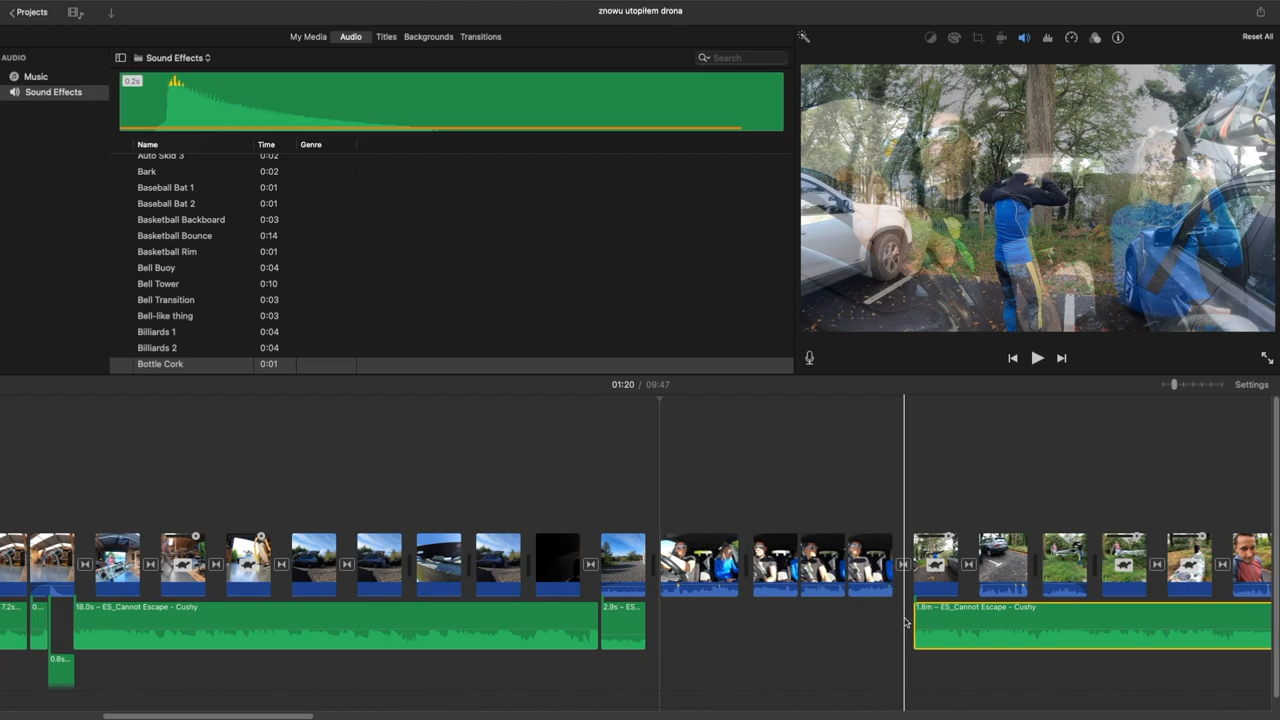 Projects
znowu utopiłem drona
My Media Audio Titles Backgrounds Transitions
Reset All
AUDIO
Music
Sound Effects
Sound Effects
Search
0.2s
Name Time Genre
Auto Skid 3 0:02
Bark 0:02
Baseball Bat 1 0:01
Baseball Bat 2 0:01
Basketball Backboard 0:03
Basketball Bounce 0:14
Basketball Rim 0:01
Bell Buoy 0:04
Bell Tower 0:10
Bell Transition 0:03
Bell-like thing 0:03
Billiards 1 0:04
Billiards 2 0:04
Bottle Cork 0:01
01:20 / 09:47
Settings
7.2s... 0... 18.0s – ES_Cannot Escape - Cushy 2.9s – ES... 1.8m – ES_Cannot Escape - Cushy
0.8s...